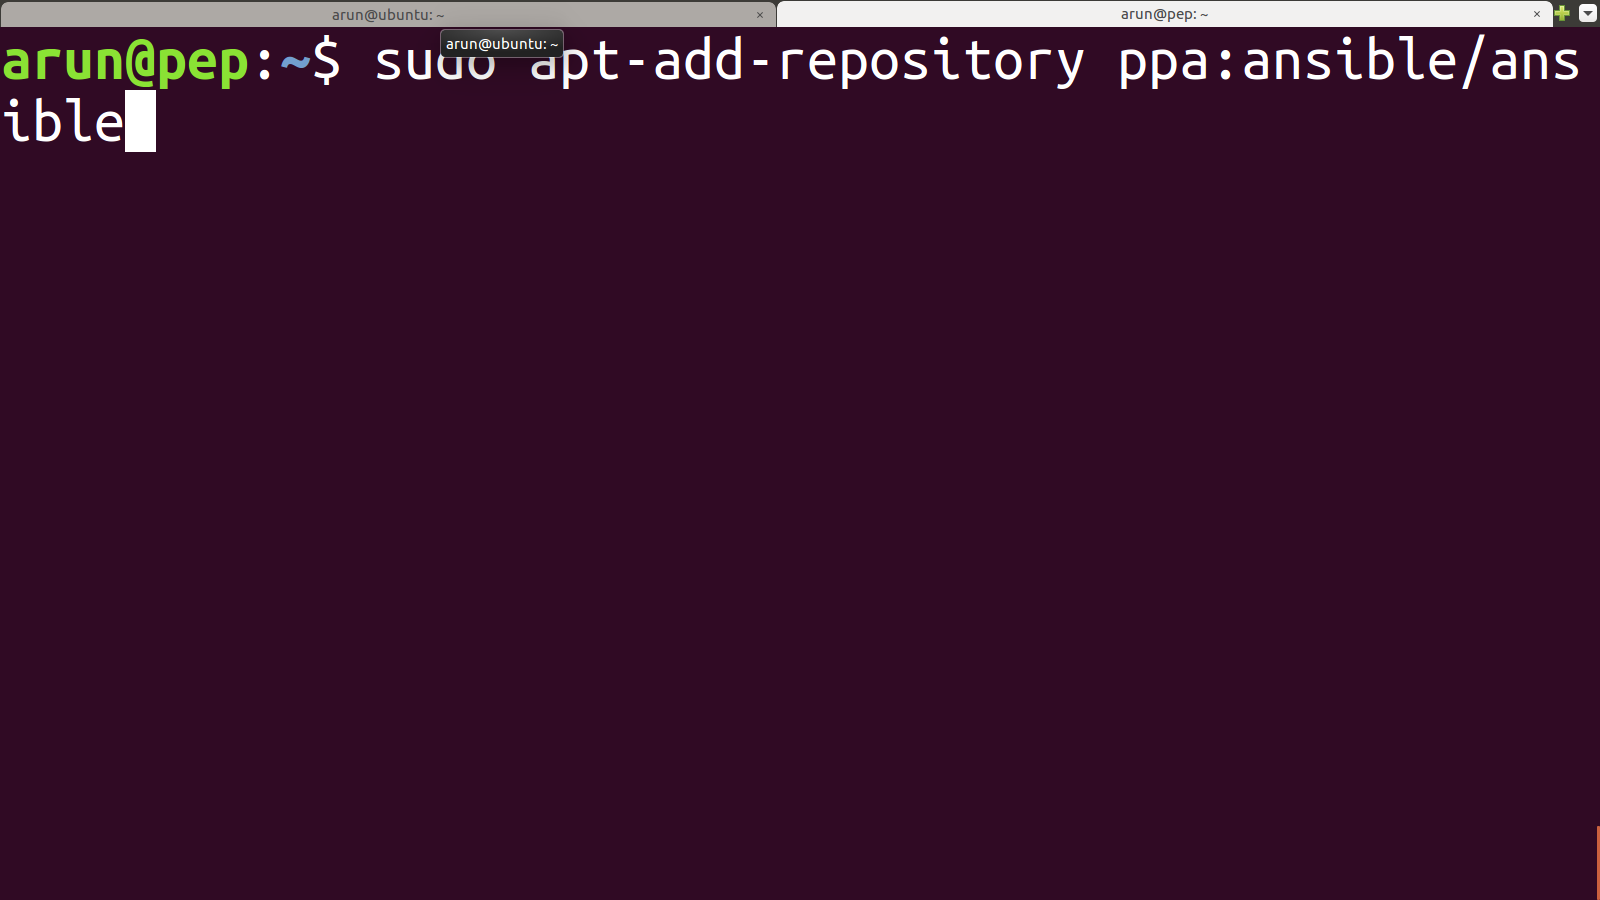 arun@ubuntu: ~ × arun@pep: ~ ×
arun@ubuntu: ~
arun@pep:~$ sudo apt-add-repository ppa:ansible/ans
ible